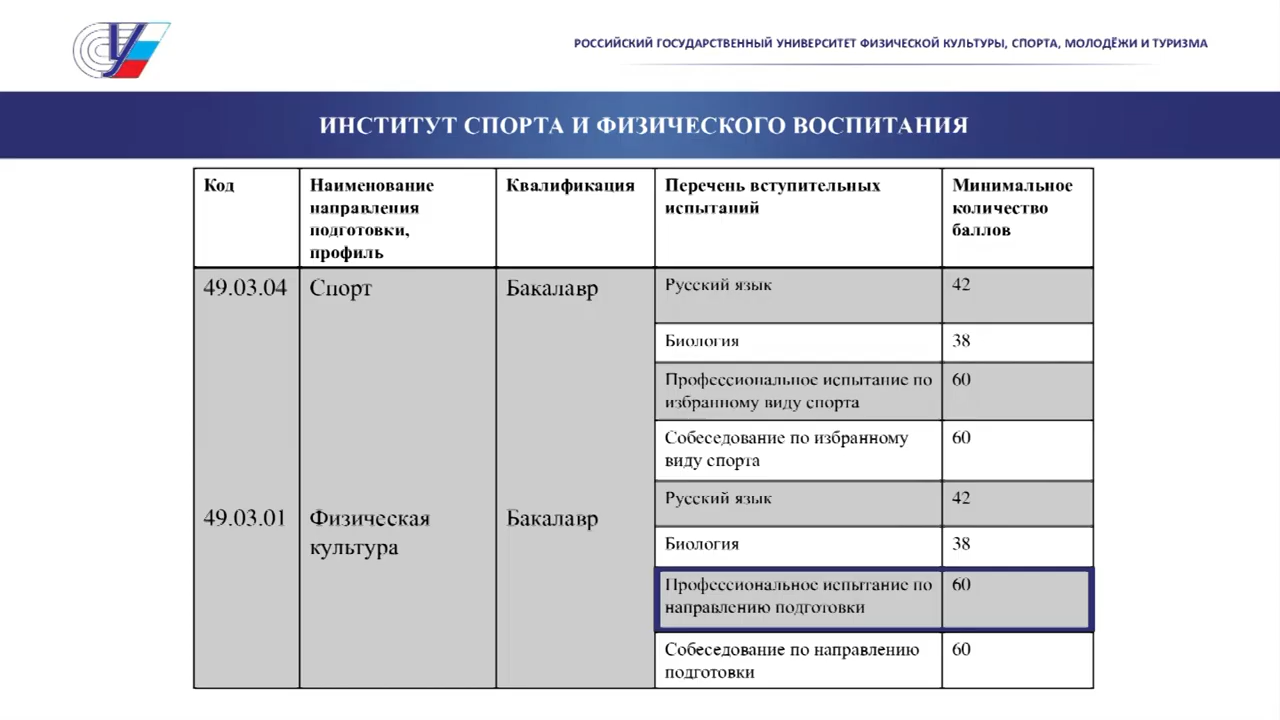 РОССИЙСКИЙ ГОСУДАРСТВЕННЫЙ УНИВЕРСИТЕТ ФИЗИЧЕСКОЙ КУЛЬТУРЫ, СПОРТА, МОЛОДЁЖИ И ТУРИЗМА
ИНСТИТУТ СПОРТА И ФИЗИЧЕСКОГО ВОСПИТАНИЯ
Код
Наименование
направления
подготовки,
профиль
Квалификация
Перечень вступительных
испытаний
Минимальное
количество
баллов
49.03.04
Спорт
Бакалавр
Русский язык
42
Биология
38
Профессиональное испытание по
избранному виду спорта
60
Собеседование по избранному
виду спорта
60
49.03.01
Физическая
культура
Бакалавр
Русский язык
42
Биология
38
Профессиональное испытание по
направлению подготовки
60
Собеседование по направлению
подготовки
60